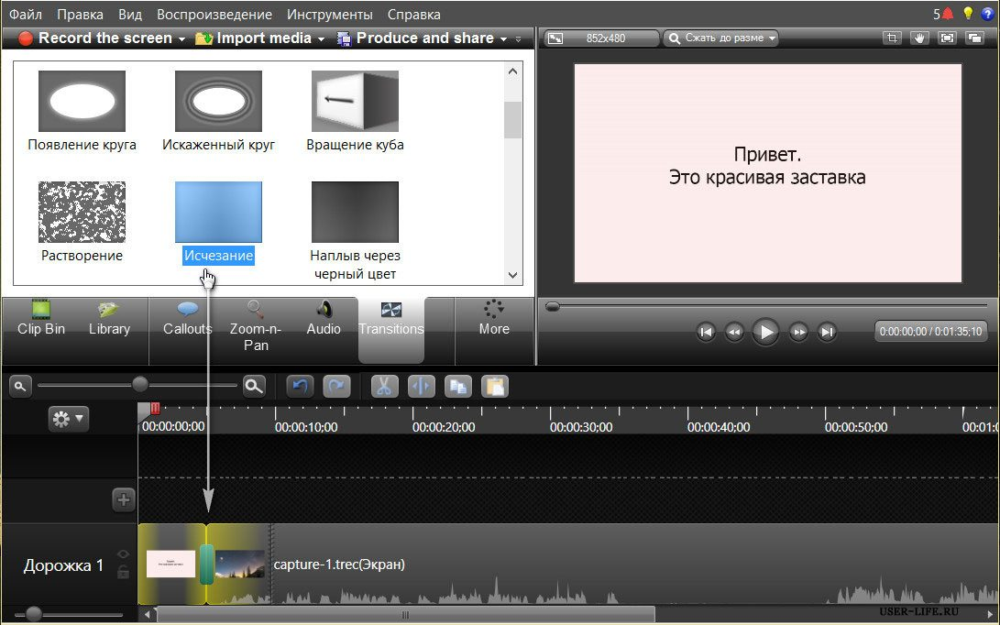 Файл Правка Вид Воспроизведение Инструменты Справка 5 ?
Record the screen Import media Produce and share 852x480 Сжать до разме
Появление круга Искаженный круг Вращение куба
Привет.
Это красивая заставка
Растворение Исчезание Наплыв через
черный цвет
Clip Bin Library Callouts Zoom-n- Audio Transitions More
Pan
0:00:00;00 / 0:01:35;10
00:00:00;00 00:00:10;00 00:00:20;00 00:00:30;00 00:00:40;00 00:00:50;00 00:01:
Дорожка 1 capture-1.trec(Экран)
USER-LIFE.RU